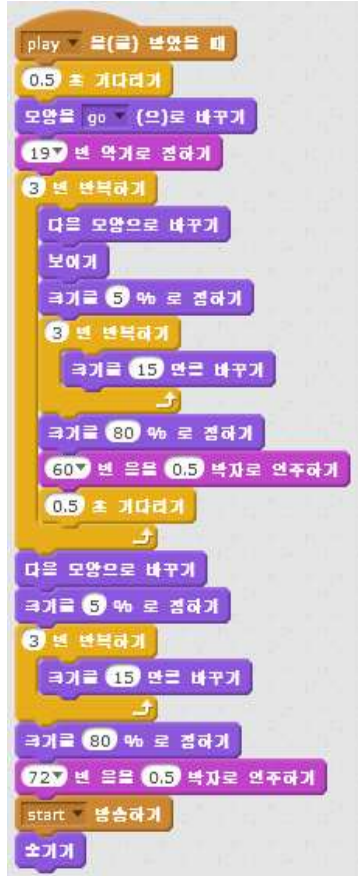 play 을(를) 받았을 때
0.5 초 기다리기
모양을 go (으)로 바꾸기
19 번 악기로 정하기
3 번 반복하기
다음 모양으로 바꾸기
보이기
크기를 5 % 로 정하기
3 번 반복하기
크기를 15 만큼 바꾸기
크기를 80 % 로 정하기
60 번 음을 0.5 박자로 연주하기
0.5 초 기다리기
다음 모양으로 바꾸기
크기를 5 % 로 정하기
3 번 반복하기
크기를 15 만큼 바꾸기
크기를 80 % 로 정하기
72 번 음을 0.5 박자로 연주하기
start 방송하기
숨기기